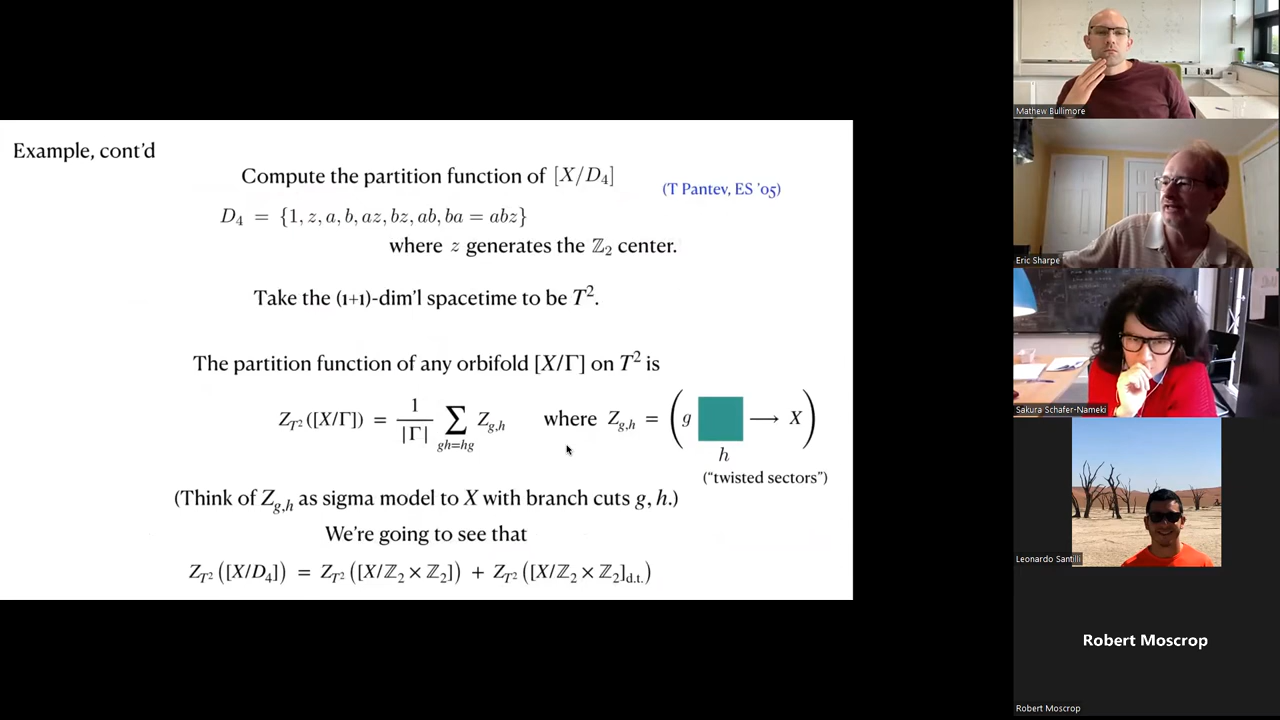 Example, cont'd
Compute the partition function of [X/D₄]
(T Pantev, ES '05)
D₄ = {1, z, a, b, az, bz, ab, ba = abz}
where z generates the ℤ₂ center.
Take the (1+1)-dim'l spacetime to be T².
The partition function of any orbifold [X/Γ] on T² is
Z_{T²}([X/Γ]) = 1/|Γ| ∑_{gh=hg} Z_{g,h} where Z_{g,h} = (g ⟶ X)
h
("twisted sectors")
(Think of Z_{g,h} as sigma model to X with branch cuts g, h.)
We're going to see that
Z_{T²}([X/D₄]) = Z_{T²}([X/ℤ₂ × ℤ₂]) + Z_{T²}([X/ℤ₂ × ℤ₂]_{d.t.})
Mathew Bullimore
Eric Sharpe
Sakura Schafer-Nameki
Leonardo Santilli
Robert Moscrop
Robert Moscrop